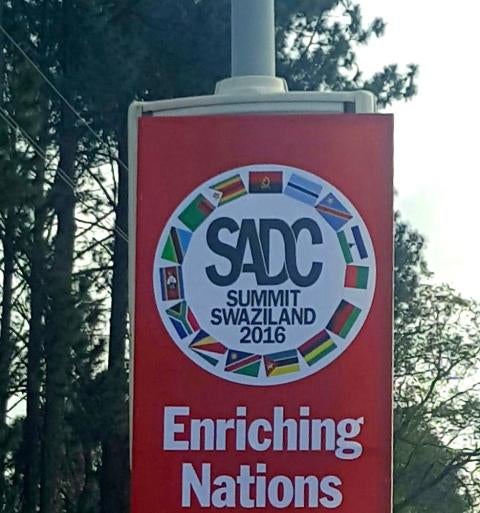 SADC
SUMMIT
SWAZILAND
2016
Enriching
Nations